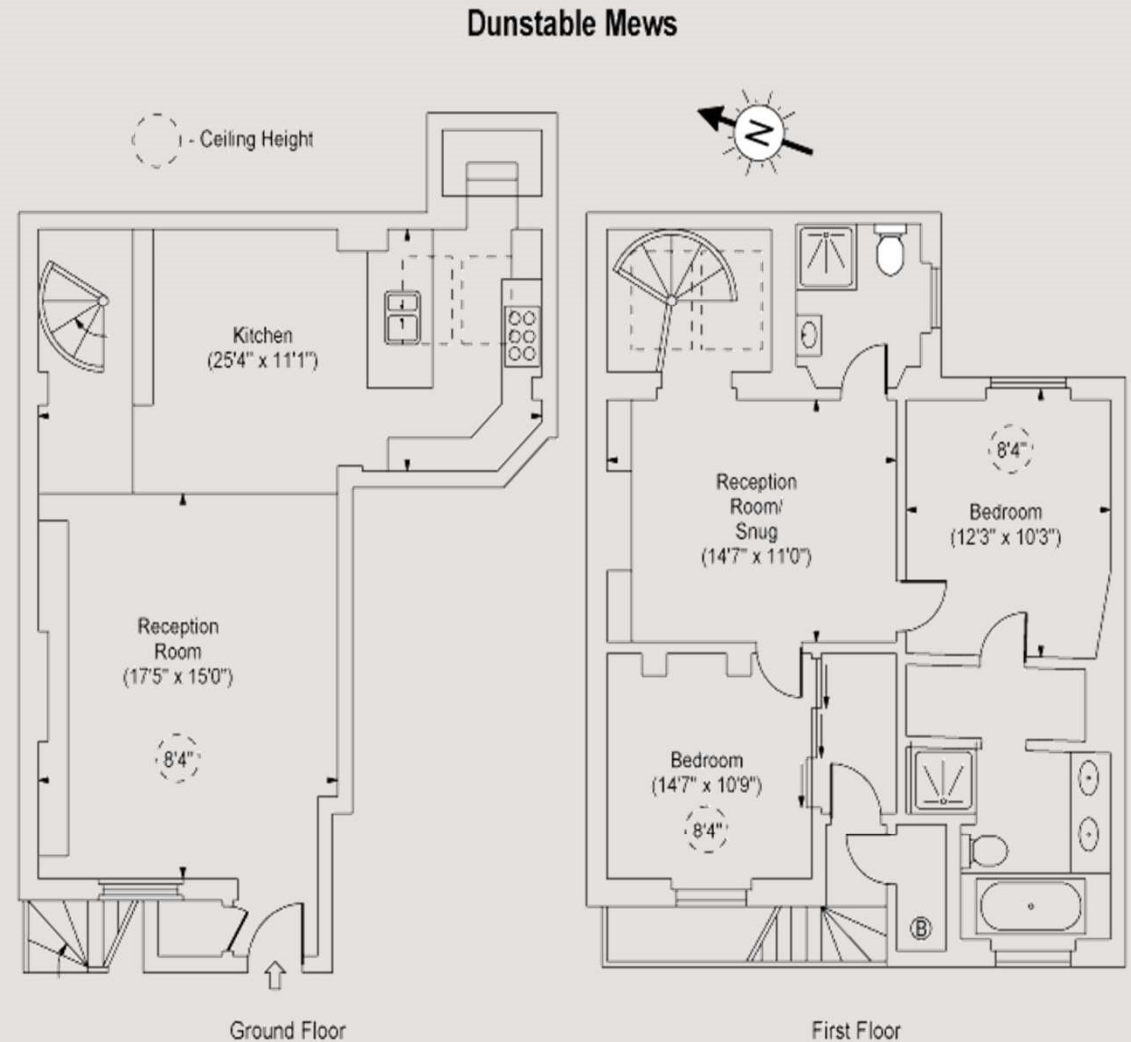 Dunstable Mews
- Ceiling Height
N
Kitchen
(25'4" x 11'1")
Reception
Room
(17'5" x 15'0")
8'4"
Ground Floor
Reception
Room/
Snug
(14'7" x 11'0")
8'4"
Bedroom
(12'3" x 10'3")
Bedroom
(14'7" x 10'9")
8'4"
B
First Floor